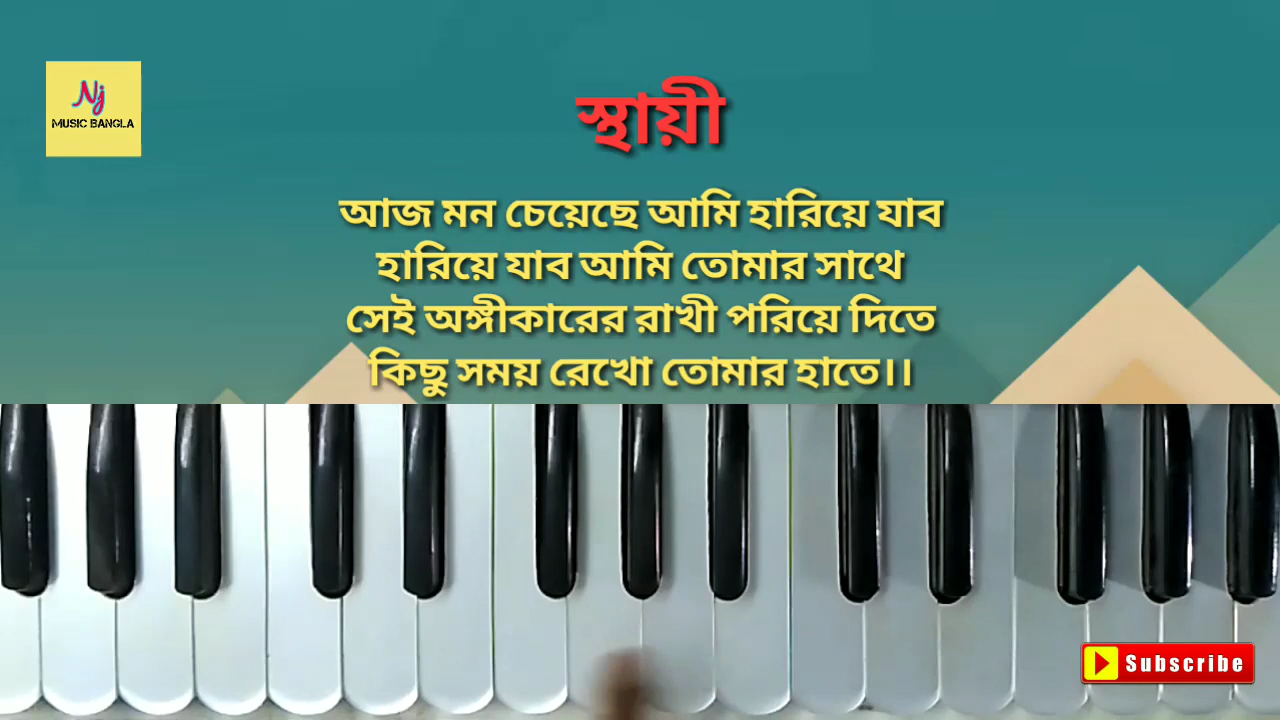 Nj
MUSIC BANGLA
স্থায়ী
আজ মন চেয়েছে আমি হারিয়ে যাব
হারিয়ে যাব আমি তোমার সাথে
সেই অঙ্গীকারের রাখী পরিয়ে দিতে
কিছু সময় রেখো তোমার হাতে।।
Subscribe